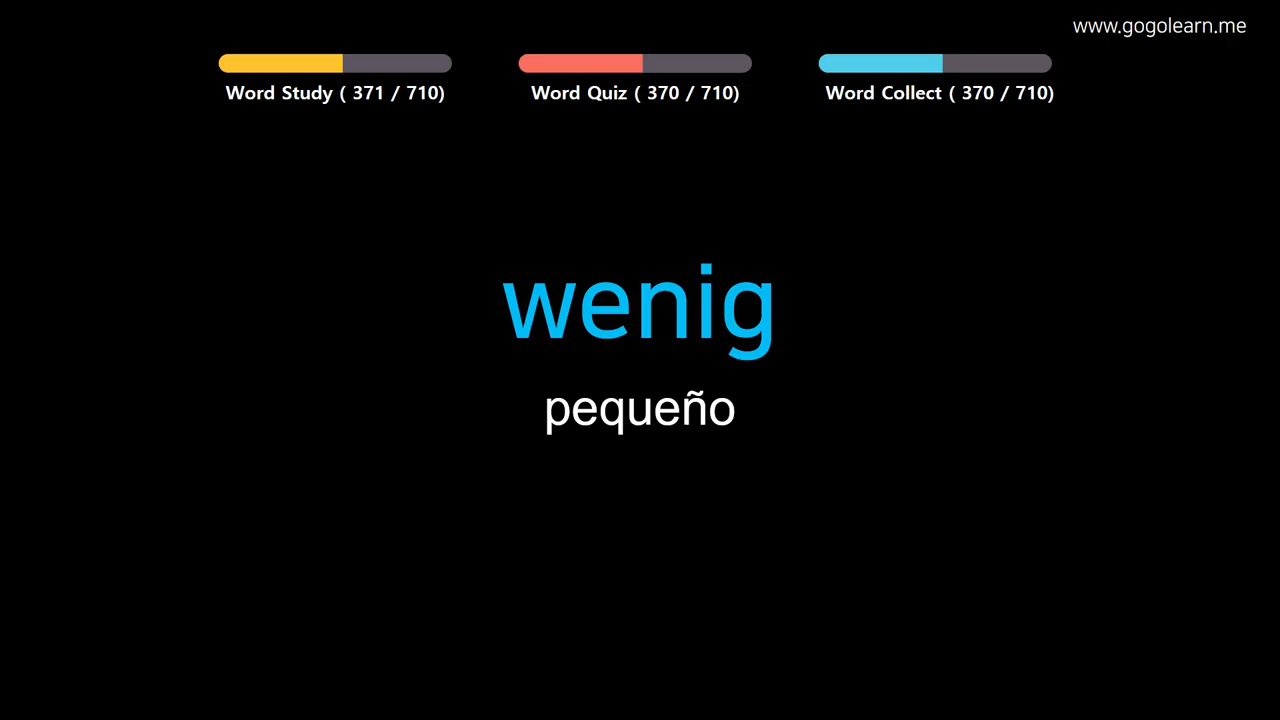 www.gogolearn.me
Word Study ( 371 / 710)
Word Quiz ( 370 / 710)
Word Collect ( 370 / 710)
wenig
pequeño